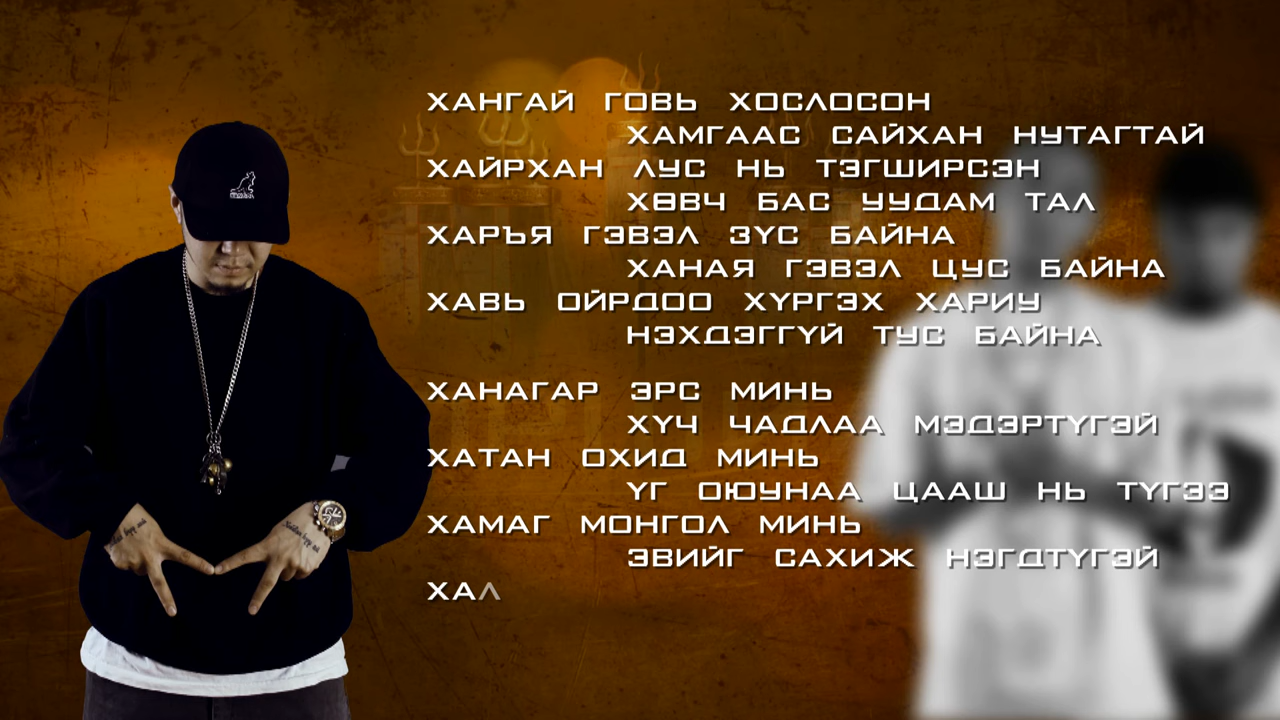 ХАНГАЙ ГОВЬ ХОСЛОСОН
ХАМГААС САЙХАН НУТАГТАЙ
ХАЙРХАН ЛУС НЬ ТЭГШИРСЭН
ХӨВЧ БАС УУДАМ ТАЛ
ХАРЪЯ ГЭВЭЛ ЗҮС БАЙНА
ХАНАЯ ГЭВЭЛ ЦУС БАЙНА
ХАВЬ ОЙРДОО ХҮРГЭХ ХАРИУ
НЭХДЭГГҮЙ ТУС БАЙНА
ХАНАГАР ЭРС МИНЬ
ХҮЧ ЧАДЛАА МЭДЭРТҮГЭЙ
ХАТАН ОХИД МИНЬ
ҮГ ОЮУНАА ЦААШ НЬ ТҮГЭЭ
ХАМАГ МОНГОЛ МИНЬ
ЭВИЙГ САХИЖ НЭГДТҮГЭЙ
ХАЛ